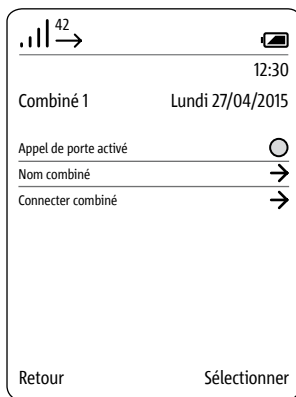 42
12:30
Combiné 1 Lundi 27/04/2015
Appel de porte activé
Nom combiné
Connecter combiné
Retour Sélectionner